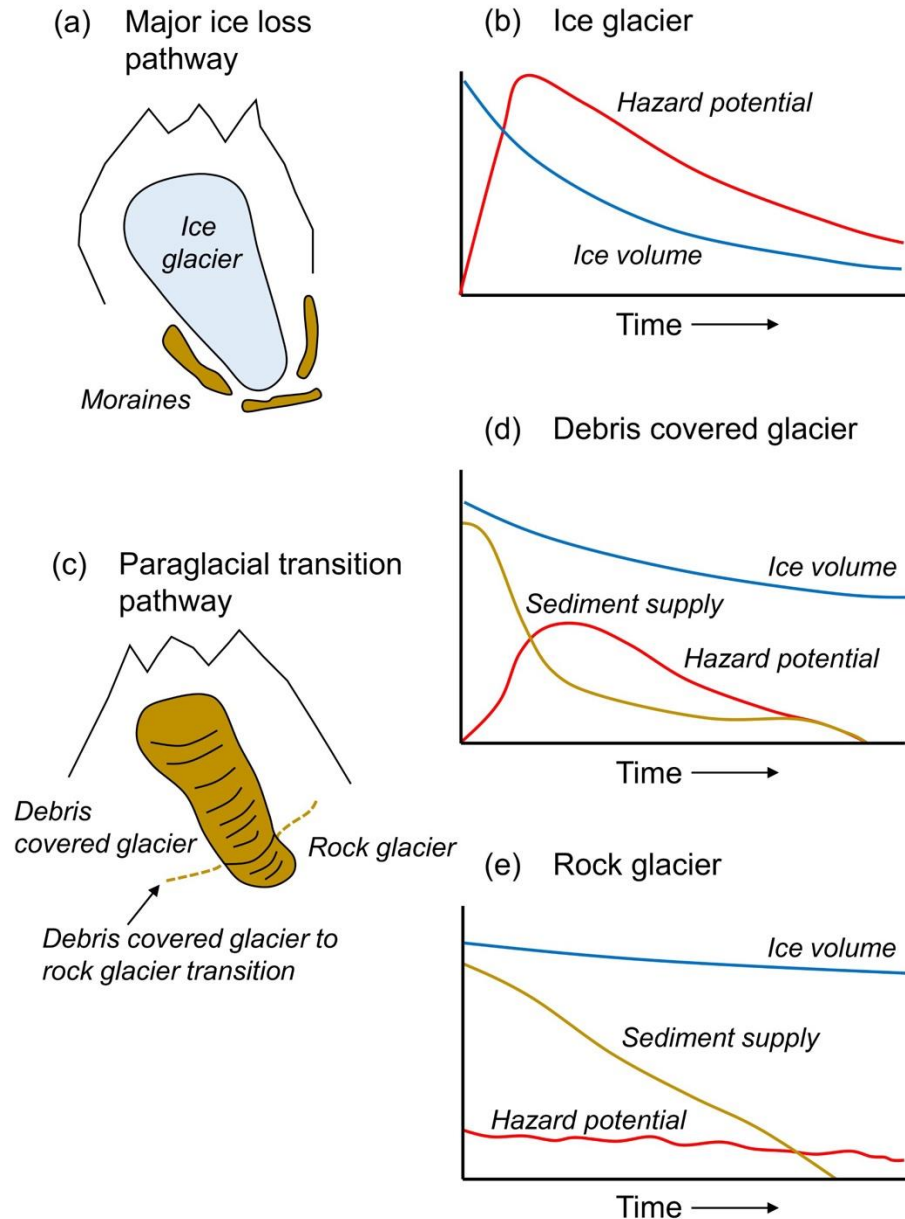 (a) Major ice loss
pathway
Ice
glacier
Moraines
(b) Ice glacier
Hazard potential
Ice volume
Time
(c) Paraglacial transition
pathway
Debris
covered glacier
Rock glacier
Debris covered glacier to
rock glacier transition
(d) Debris covered glacier
Ice volume
Sediment supply
Hazard potential
Time
(e) Rock glacier
Ice volume
Sediment supply
Hazard potential
Time